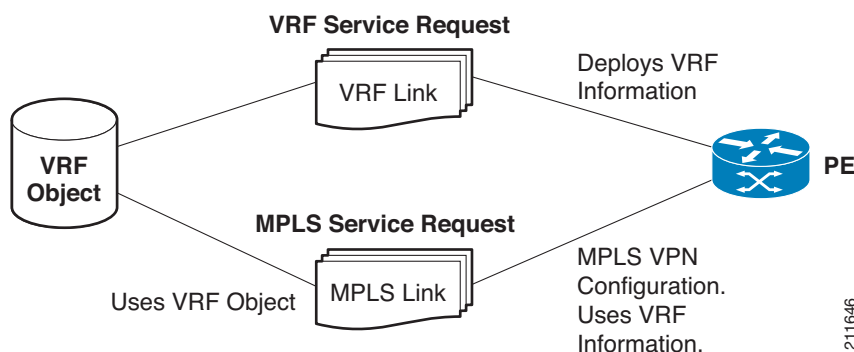 VRF Service Request
VRF Link
Deploys VRF
Information
VRF
Object
PE
MPLS Service Request
MPLS Link
Uses VRF Object
MPLS VPN
Configuration.
Uses VRF
Information.
211646